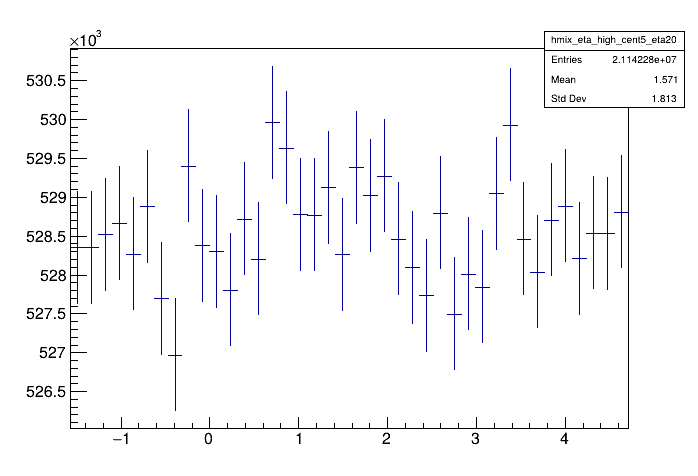 ×10³
hmix_eta_high_cent5_eta20
Entries 2.114228e+07
Mean 1.571
Std Dev 1.813
530.5
530
529.5
529
528.5
528
527.5
527
526.5
−1 0 1 2 3 4